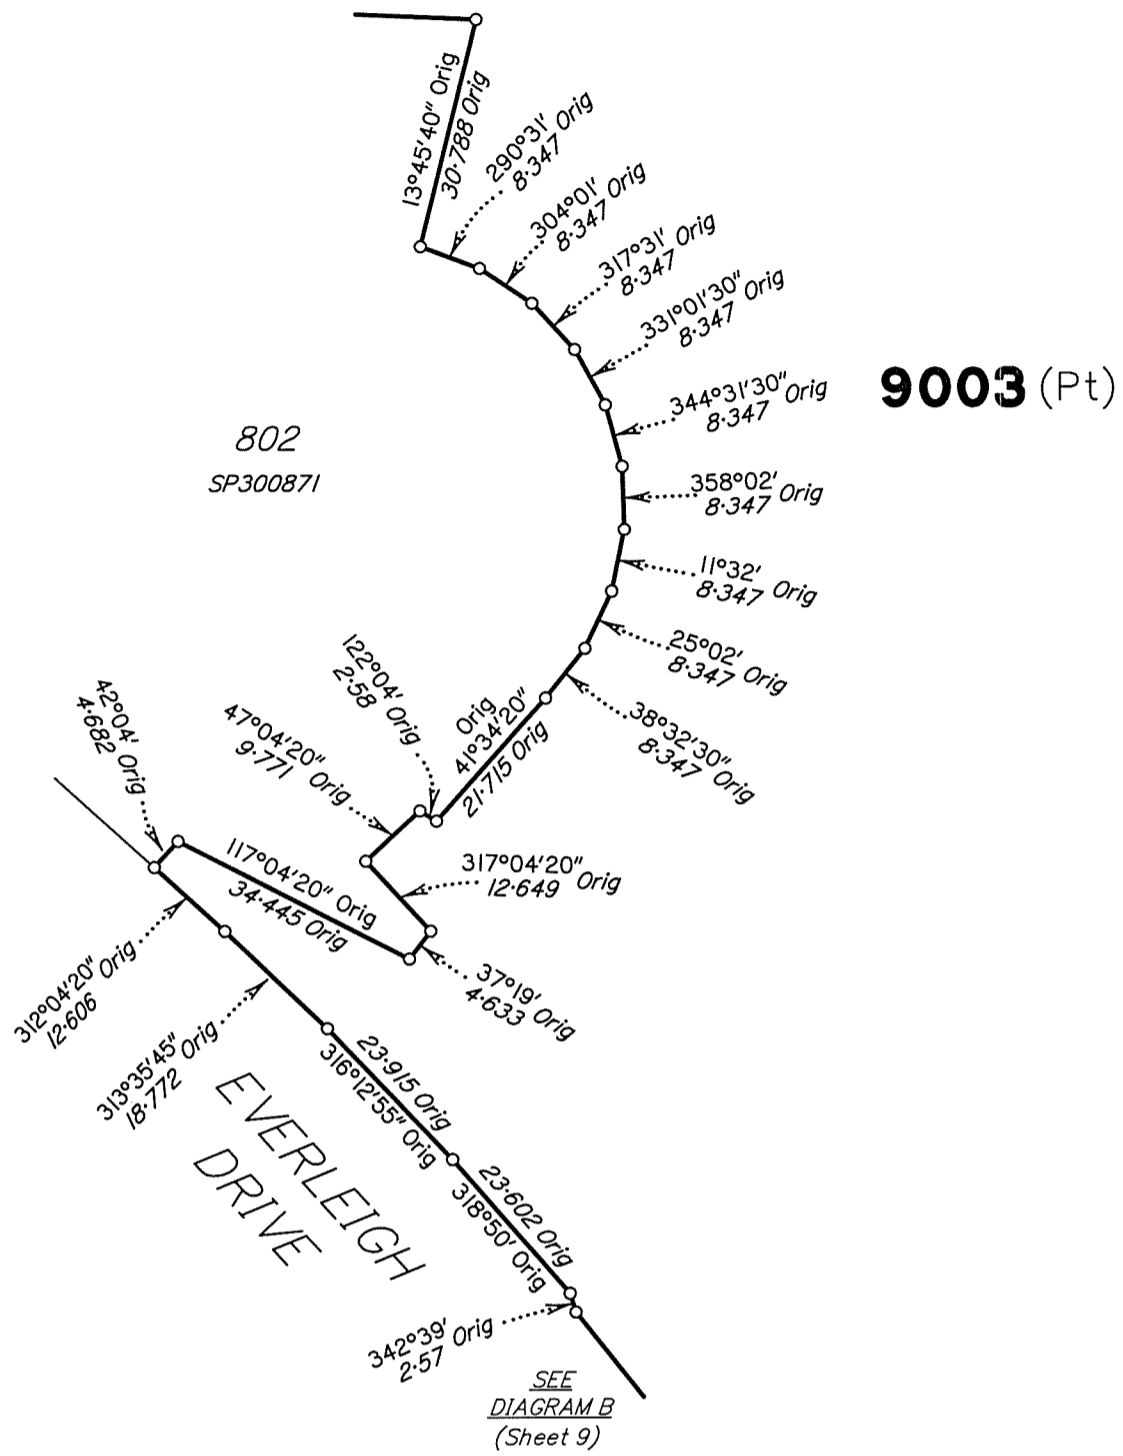 13°45'40" Orig
30·788 Orig
290°31'
8·347 Orig
304°01'
8·347 Orig
317°31'
8·347 Orig
331°01'30"
8·347 Orig
344°31'30"
8·347 Orig
9003 (Pt)
802
SP300871
358°02'
8·347 Orig
11°32'
8·347 Orig
25°02'
8·347 Orig
38°32'30"
8·347 Orig
122°04'
2·58 Orig
Orig
41°34'20"
21·715 Orig
47°04'20"
9·771 Orig
42°04'
4·682 Orig
117°04'20" Orig
34·445 Orig
317°04'20"
12·649 Orig
37°19'
4·633 Orig
312°04'20"
12·606 Orig
313°35'45"
18·772 Orig
23·915 Orig
316°12'55" Orig
EVERLEIGH
DRIVE
23·602 Orig
318°50' Orig
342°39'
2·57 Orig
SEE
DIAGRAM B
(Sheet 9)